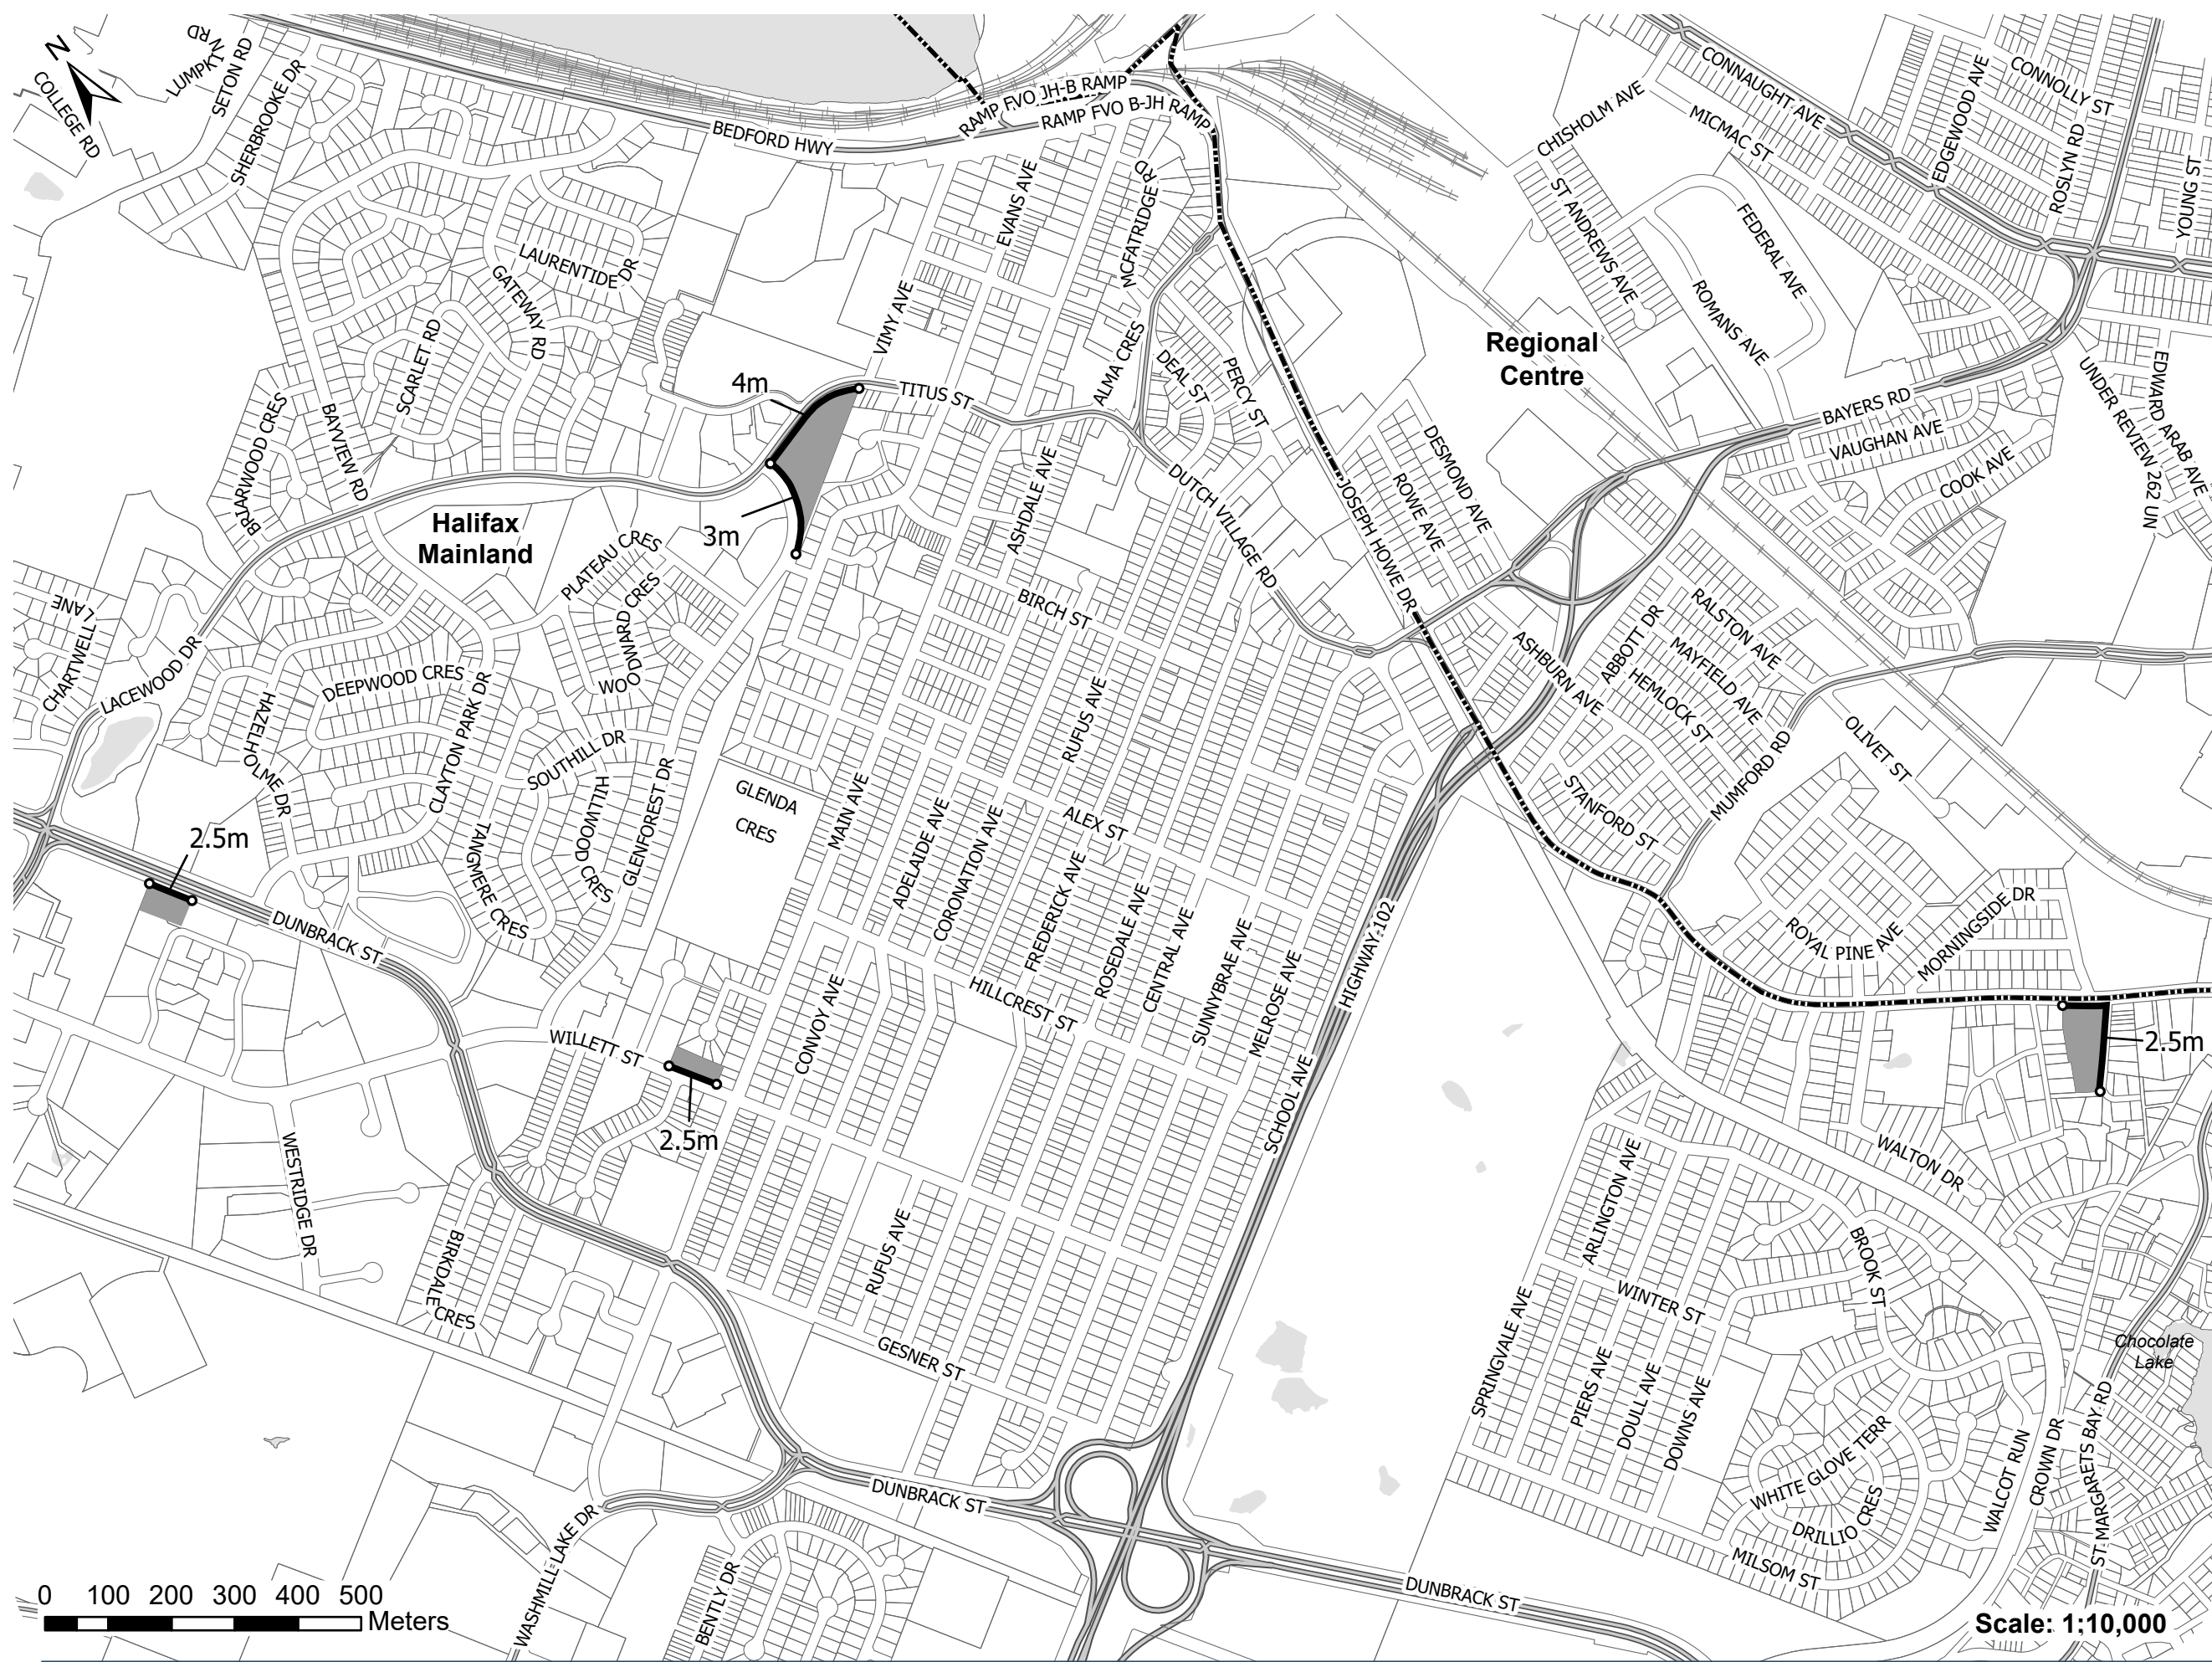 N
LUMPKIN RD
SETON RD
COLLEGE RD
SHERBROOKE DR
BEDFORD HWY
RAMP FVO JH-B RAMP
RAMP FVO B-JH RAMP
CONNAUGHT AVE
CONNOLLY ST
EDGEWOOD AVE
CHISHOLM AVE
MICMAC ST
ROSLYN RD
YOUNG ST
EVANS AVE
MCFATRIDGE RD
ST ANDREWS AVE
FEDERAL AVE
ROMANS AVE
LAURENTIDE DR
GATEWAY RD
SCARLET RD
VIMY AVE
ALMA CRES
DEAL ST
PERCY ST
Regional
Centre
4m
TITUS ST
BRIARWOOD CRES
BAYVIEW RD
BAYERS RD
VAUGHAN AVE
COOK AVE
UNDER REVIEW 262 UN
EDWARD ARAB AVE
DESMOND AVE
ROWE AVE
JOSEPH HOWE DR
DUTCH VILLAGE RD
ASHDALE AVE
Halifax
Mainland
3m
PLATEAU CRES
WOODWARD CRES
BIRCH ST
CHARTWELL LANE
LACEWOOD DR
DEEPWOOD CRES
HAZELHOLME DR
CLAYTON PARK DR
SOUTHILL DR
HILLWOOD CRES
GLENFOREST DR
TANGMERE CRES
RUFUS AVE
ASHBURN AVE
ABBOTT DR
RALSTON AVE
MAYFIELD AVE
HEMLOCK ST
STANFORD ST
MUMFORD RD
OLIVET ST
GLENDA
CRES
MAIN AVE
ADELAIDE AVE
CORONATION AVE
ALEX ST
FREDERICK AVE
ROSEDALE AVE
CENTRAL AVE
SUNNYBRAE AVE
MELROSE AVE
HIGHWAY 102
2.5m
DUNBRACK ST
ROYAL PINE AVE
MORNINGSIDE DR
HILLCREST ST
CONVOY AVE
WILLETT ST
2.5m
2.5m
SCHOOL AVE
WESTRIDGE DR
WALTON DR
ARLINGTON AVE
BROOK ST
BIRKDALE CRES
RUFUS AVE
WINTER ST
SPRINGVALE AVE
PIERS AVE
DOULL AVE
DOWNS AVE
GESNER ST
Chocolate
Lake
WHITE GLOVE TERR
DRILLIO CRES
WALCOT RUN
CROWN DR
ST. MARGARETS BAY RD
MILSOM ST
DUNBRACK ST
WASHMILL LAKE DR
BENTLY DR
DUNBRACK ST
0 100 200 300 400 500
Meters
Scale: 1:10,000